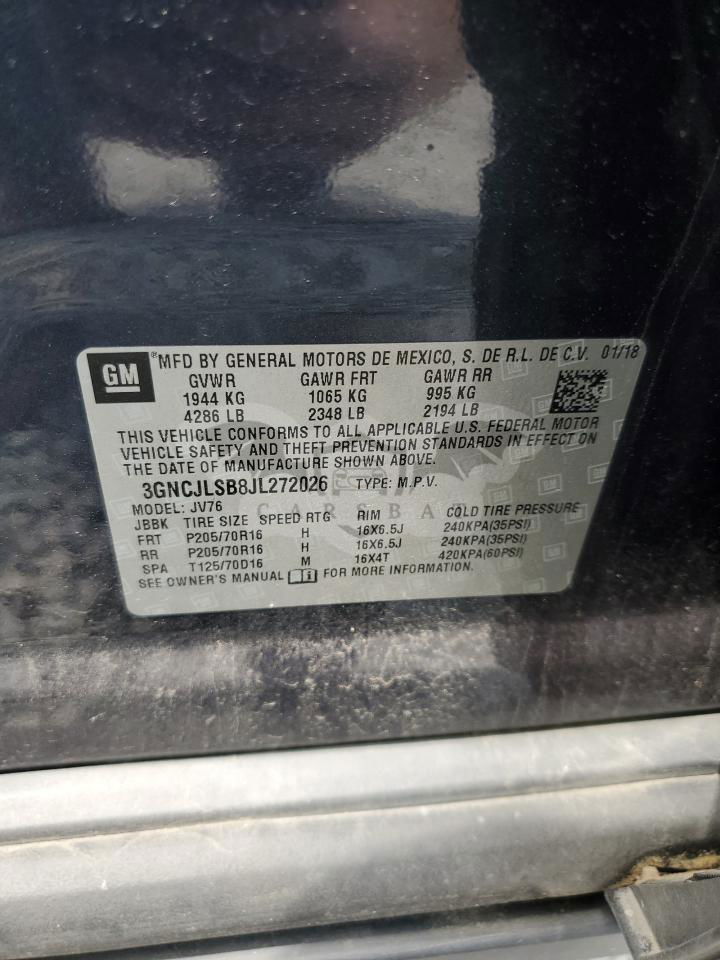 GM ®MFD BY GENERAL MOTORS DE MEXICO, S. DE R.L. DE C.V. 01/18
GVWR GAWR FRT GAWR RR
1944 KG 1065 KG 995 KG
4286 LB 2348 LB 2194 LB
THIS VEHICLE CONFORMS TO ALL APPLICABLE U.S. FEDERAL MOTOR
VEHICLE SAFETY AND THEFT PREVENTION STANDARDS IN EFFECT ON
THE DATE OF MANUFACTURE SHOWN ABOVE.
3GNCJLSB8JL272026 TYPE: M.P.V.
MODEL: JV76
CARSBAT
JBBK TIRE SIZE SPEED RTG RIM COLD TIRE PRESSURE
FRT P205/70R16 H 16X6.5J 240KPA(35PSI)
RR P205/70R16 H 16X6.5J 240KPA(35PSI)
SPA T125/70D16 M 16X4T 420KPA(60PSI)
SEE OWNER'S MANUAL FOR MORE INFORMATION.